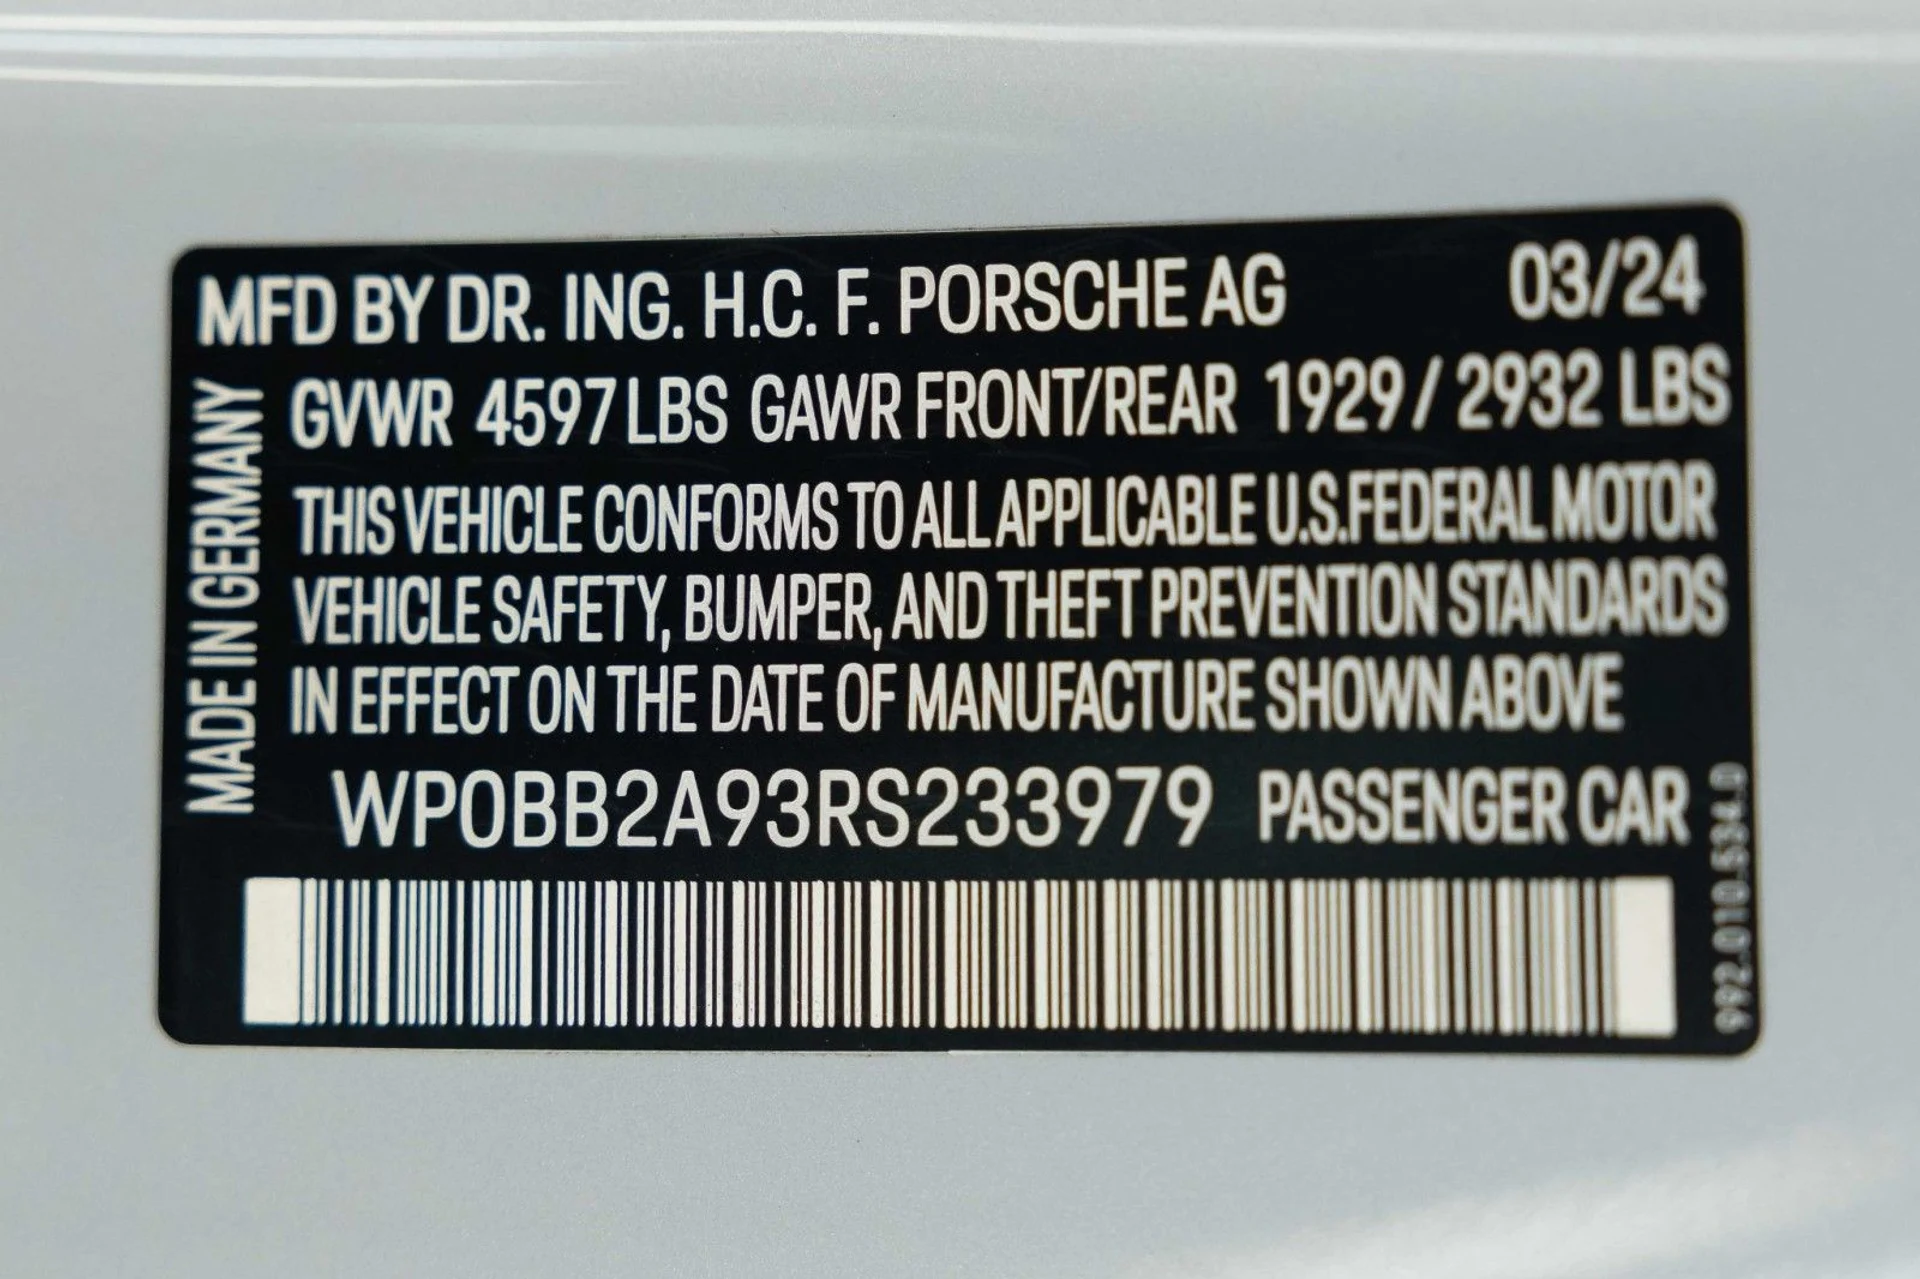 MFD BY DR. ING. H.C. F. PORSCHE AG 03/24
GVWR 4597 LBS GAWR FRONT/REAR 1929 / 2932 LBS
THIS VEHICLE CONFORMS TO ALL APPLICABLE U.S.FEDERAL MOTOR
VEHICLE SAFETY, BUMPER, AND THEFT PREVENTION STANDARDS
IN EFFECT ON THE DATE OF MANUFACTURE SHOWN ABOVE
MADE IN GERMANY
WP0BB2A93RS233979 PASSENGER CAR
992.010.534.D